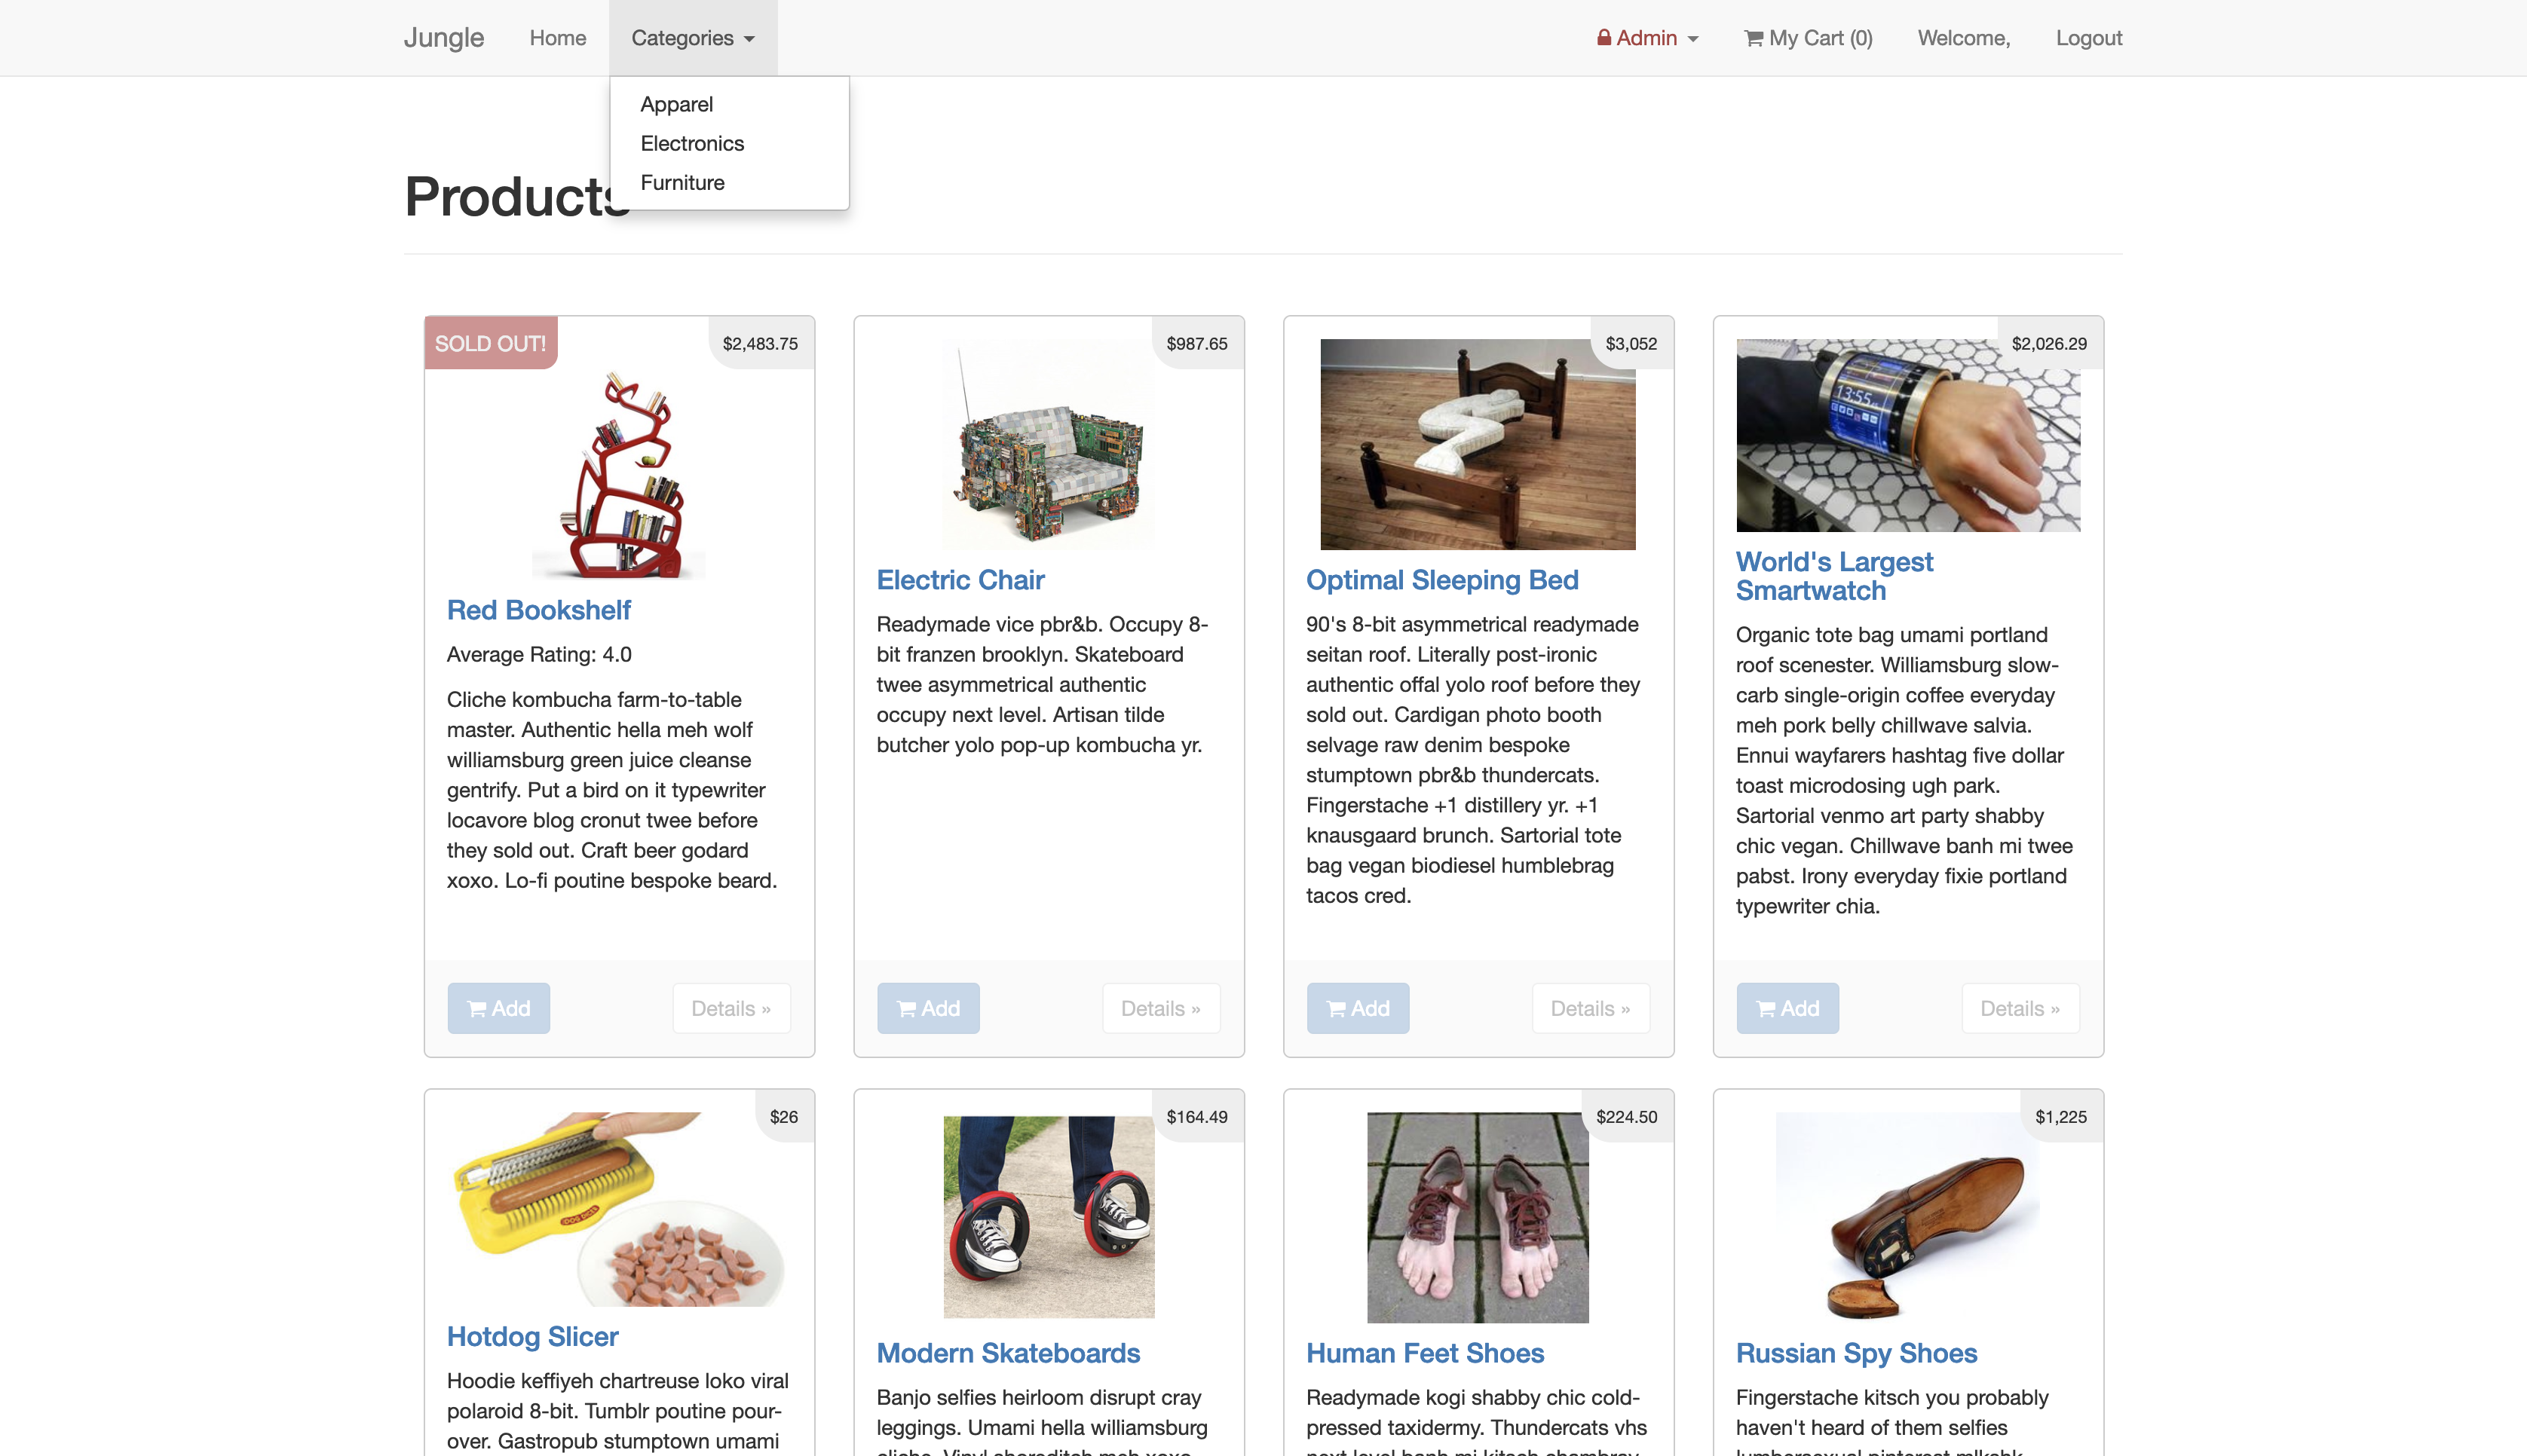 Jungle Home Categories Admin My Cart (0) Welcome, Logout
Apparel
Electronics
Furniture
Products
SOLD OUT!
$2,483.75
Red Bookshelf
Average Rating: 4.0
Cliche kombucha farm-to-table
master. Authentic hella meh wolf
williamsburg green juice cleanse
gentrify. Put a bird on it typewriter
locavore blog cronut twee before
they sold out. Craft beer godard
xoxo. Lo-fi poutine bespoke beard.
Add Details »
$987.65
Electric Chair
Readymade vice pbr&b. Occupy 8-
bit franzen brooklyn. Skateboard
twee asymmetrical authentic
occupy next level. Artisan tilde
butcher yolo pop-up kombucha yr.
Add Details »
$3,052
Optimal Sleeping Bed
90's 8-bit asymmetrical readymade
seitan roof. Literally post-ironic
authentic offal yolo roof before they
sold out. Cardigan photo booth
selvage raw denim bespoke
stumptown pbr&b thundercats.
Fingerstache +1 distillery yr. +1
knausgaard brunch. Sartorial tote
bag vegan biodiesel humblebrag
tacos cred.
Add Details »
$2,026.29
13:55
World's Largest
Smartwatch
Organic tote bag umami portland
roof scenester. Williamsburg slow-
carb single-origin coffee everyday
meh pork belly chillwave salvia.
Ennui wayfarers hashtag five dollar
toast microdosing ugh park.
Sartorial venmo art party shabby
chic vegan. Chillwave banh mi twee
pabst. Irony everyday fixie portland
typewriter chia.
Add Details »
$26
Hotdog Slicer
Hoodie keffiyeh chartreuse loko viral
polaroid 8-bit. Tumblr poutine pour-
over. Gastropub stumptown umami
$164.49
Modern Skateboards
Banjo selfies heirloom disrupt cray
leggings. Umami hella williamsburg
$224.50
Human Feet Shoes
Readymade kogi shabby chic cold-
pressed taxidermy. Thundercats vhs
$1,225
Russian Spy Shoes
Fingerstache kitsch you probably
haven't heard of them selfies